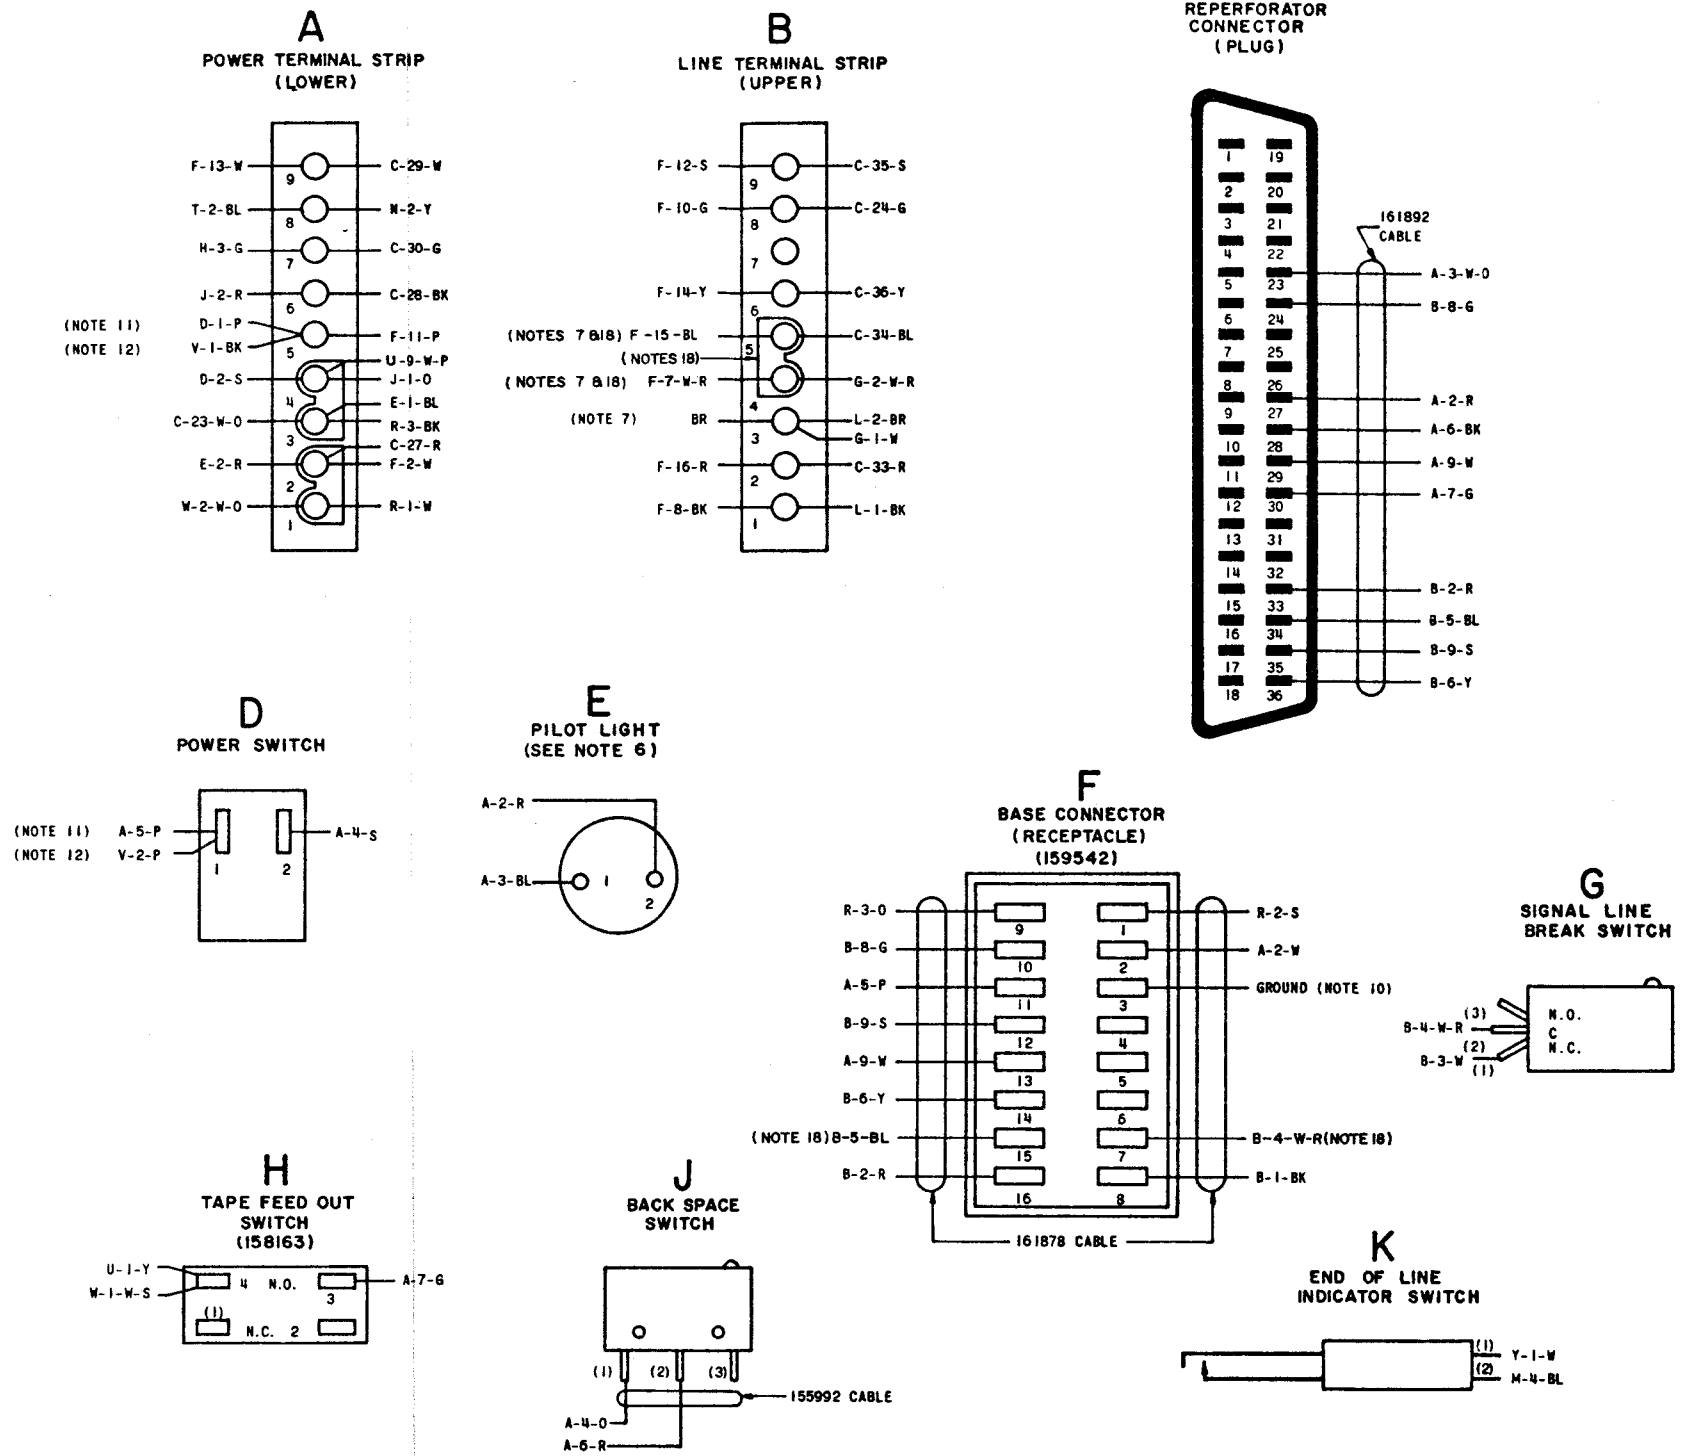 A
POWER TERMINAL STRIP
(LOWER)
F-13-W
C-29-W
9
T-2-BL
N-2-Y
8
H-3-G
C-30-G
7
J-2-R
C-28-BK
6
(NOTE 11)
D-1-P
F-11-P
(NOTE 12)
V-1-BK
5
U-9-W-P
D-2-S
J-1-O
4
E-1-BL
C-23-W-O
R-3-BK
3
C-27-R
E-2-R
F-2-W
2
W-2-W-O
R-1-W
1
B
LINE TERMINAL STRIP
(UPPER)
F-12-S
C-35-S
9
F-10-G
C-24-G
8
7
F-14-Y
C-36-Y
6
(NOTES 7 &18) F-15-BL
C-34-BL
5
(NOTES 18)
(NOTES 7 &18) F-7-W-R
G-2-W-R
4
(NOTE 7)
BR
L-2-BR
3
G-1-W
F-16-R
C-33-R
2
F-8-BK
L-1-BK
1
REPERFORATOR
CONNECTOR
(PLUG)
1 19
2 20
3 21
4 22
5 23
6 24
7 25
8 26
9 27
10 28
11 29
12 30
13 31
14 32
15 33
16 34
17 35
18 36
161892
CABLE
A-3-W-O
B-8-G
A-2-R
A-6-BK
A-9-W
A-7-G
B-2-R
B-5-BL
B-9-S
B-6-Y
D
POWER SWITCH
(NOTE 11) A-5-P
A-4-S
(NOTE 12) V-2-P
1 2
E
PILOT LIGHT
(SEE NOTE 6)
A-2-R
A-3-BL
1
2
F
BASE CONNECTOR
(RECEPTACLE)
(159542)
R-3-O
R-2-S
9 1
B-8-G
A-2-W
10 2
A-5-P
GROUND (NOTE 10)
11 3
B-9-S
12 4
A-9-W
13 5
B-6-Y
14 6
(NOTE 18) B-5-BL
B-4-W-R (NOTE 18)
15 7
B-2-R
B-1-BK
16 8
161878 CABLE
G
SIGNAL LINE
BREAK SWITCH
(3) N.O.
B-4-W-R
C
(2) N.C.
B-3-W
(1)
H
TAPE FEED OUT
SWITCH
(158163)
U-1-Y
4 N.O.
A-7-G
W-1-W-S
3
(1)
N.C. 2
J
BACK SPACE
SWITCH
(1) (2) (3)
155992 CABLE
A-4-O
A-6-R
K
END OF LINE
INDICATOR SWITCH
(1) Y-1-W
(2) M-4-BL